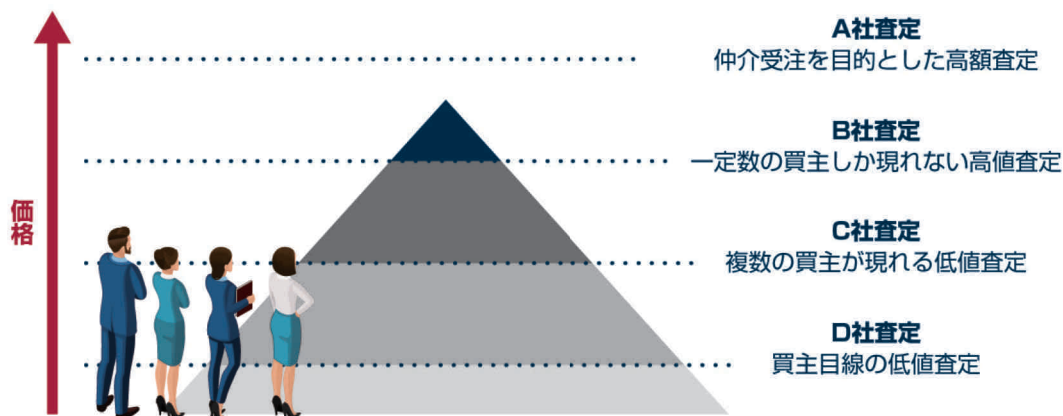 価格
A社査定
仲介受注を目的とした高額査定
B社査定
一定数の買主しか現れない高値査定
C社査定
複数の買主が現れる低値査定
D社査定
買主目線の低値査定